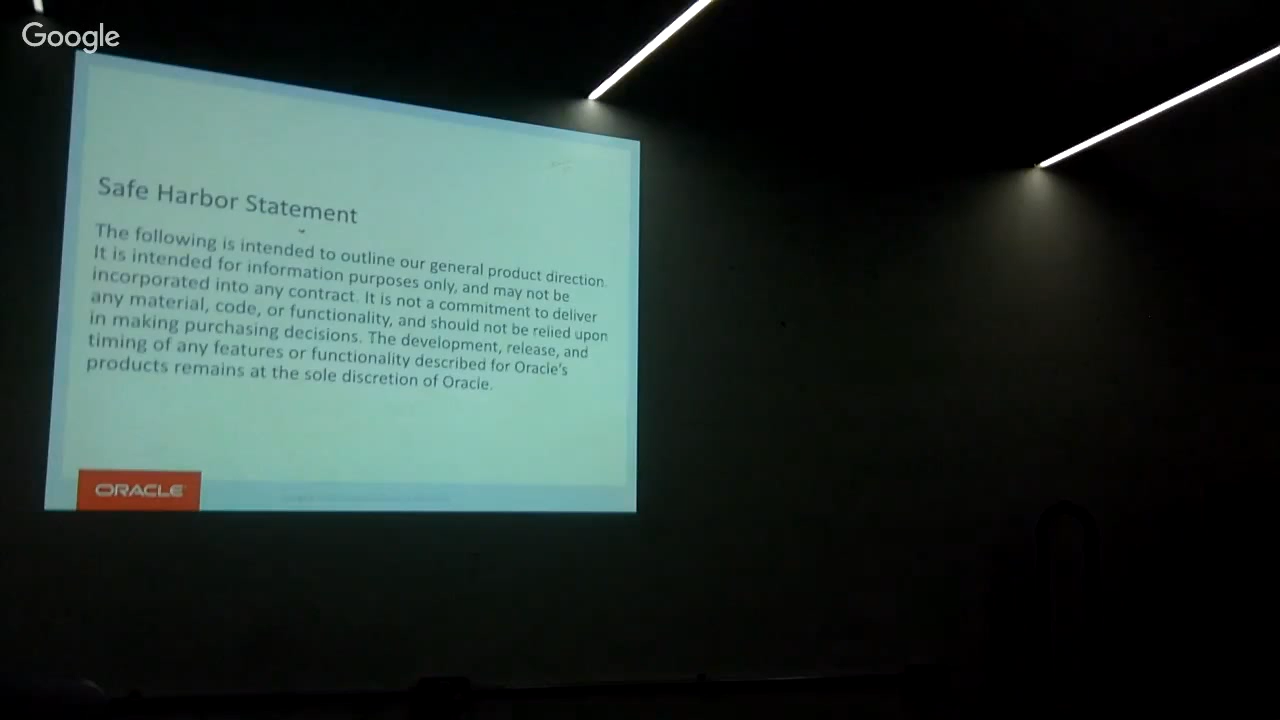 Google
Safe Harbor Statement
The following is intended to outline our general product direction.
It is intended for information purposes only, and may not be
incorporated into any contract. It is not a commitment to deliver
any material, code, or functionality, and should not be relied upon
in making purchasing decisions. The development, release, and
timing of any features or functionality described for Oracle's
products remains at the sole discretion of Oracle.
ORACLE